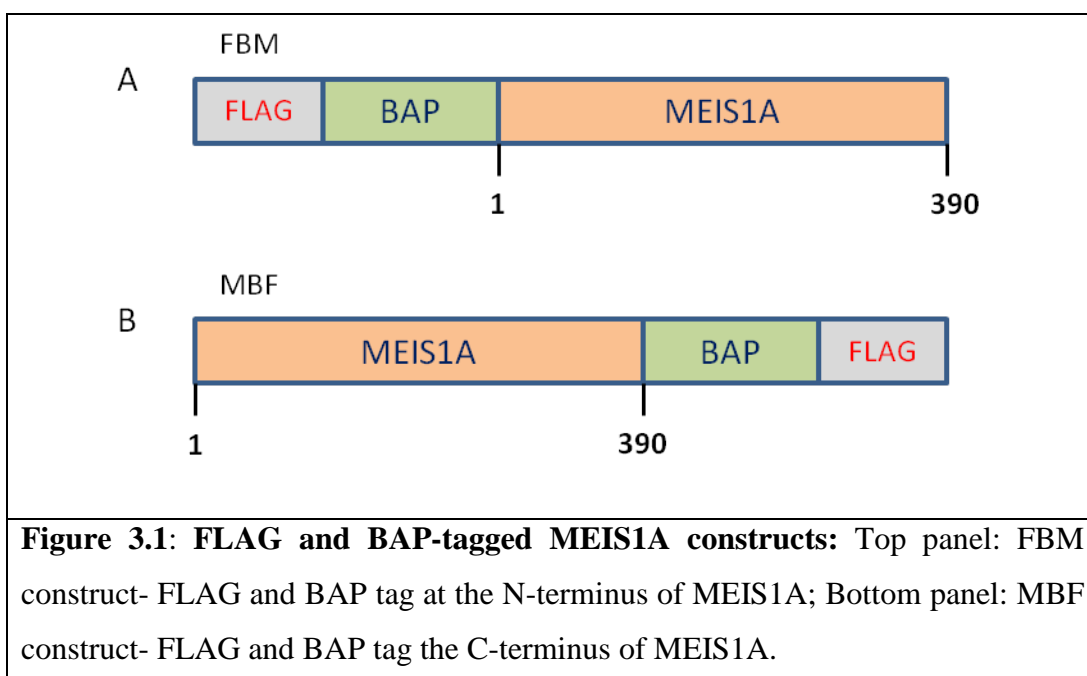 FBM
A
FLAG BAP MEIS1A
1 390
MBF
B
MEIS1A BAP FLAG
1 390
Figure 3.1: FLAG and BAP-tagged MEIS1A constructs: Top panel: FBM
construct- FLAG and BAP tag at the N-terminus of MEIS1A; Bottom panel: MBF
construct- FLAG and BAP tag the C-terminus of MEIS1A.